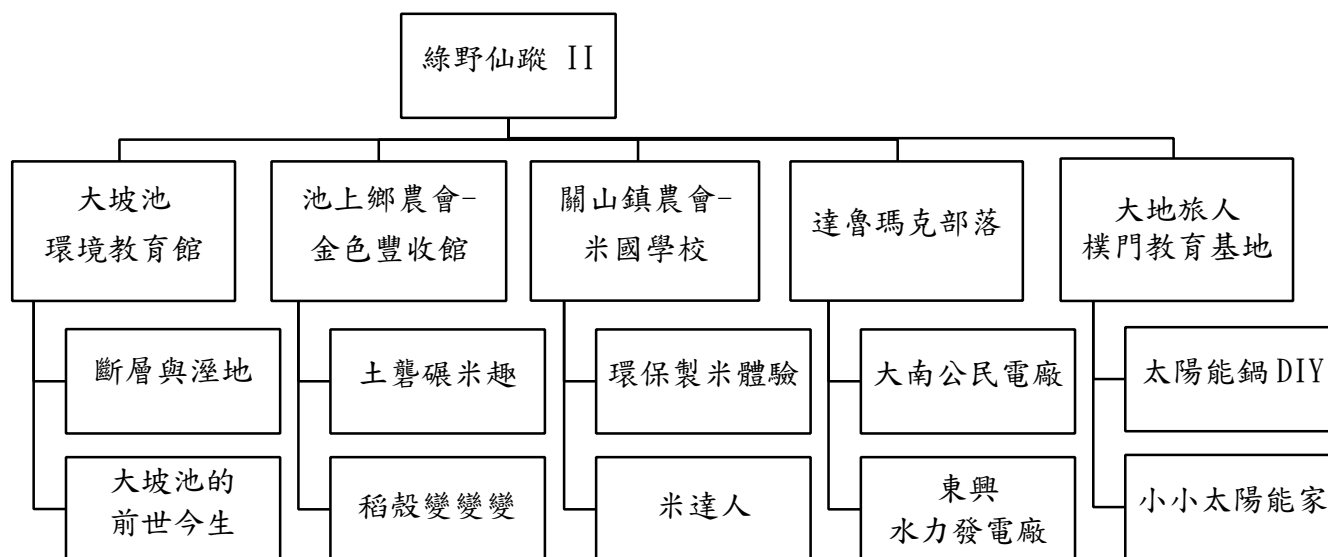 綠野仙蹤 II
大坡池
環境教育館
池上鄉農會-
金色豐收館
關山鎮農會-
米國學校
達魯瑪克部落
大地旅人
樸門教育基地
斷層與溼地
土礱碾米趣
環保製米體驗
大南公民電廠
太陽能鍋DIY
大坡池的
前世今生
稻殼變變變
米達人
東興
水力發電廠
小小太陽能家